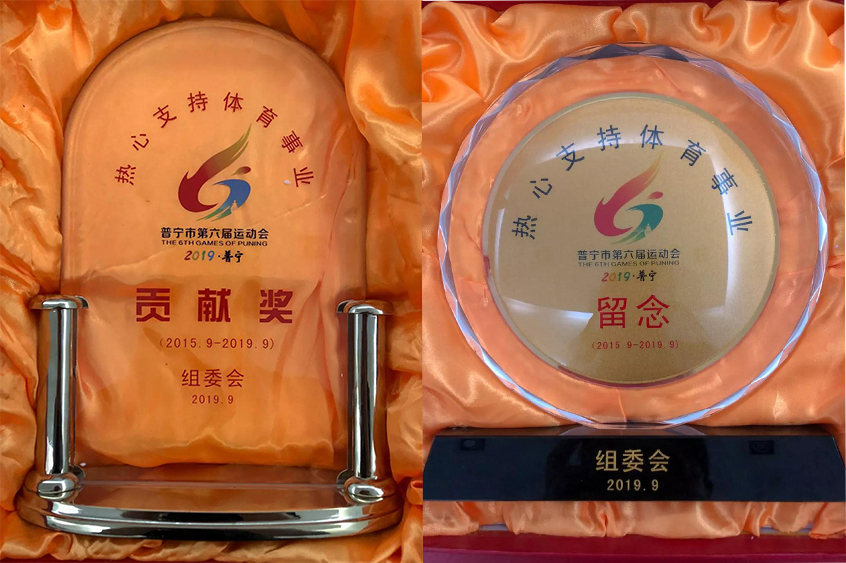 热心支持体育事业
普宁市第六届运动会
THE 6TH GAMES OF PUNING
2019·普宁
贡献奖
(2015.9-2019.9)
组委会
2019.9
热心支持体育事业
普宁市第六届运动会
THE 6TH GAMES OF PUNING
2019·普宁
留念
(2015.9-2019.9)
组委会
2019.9